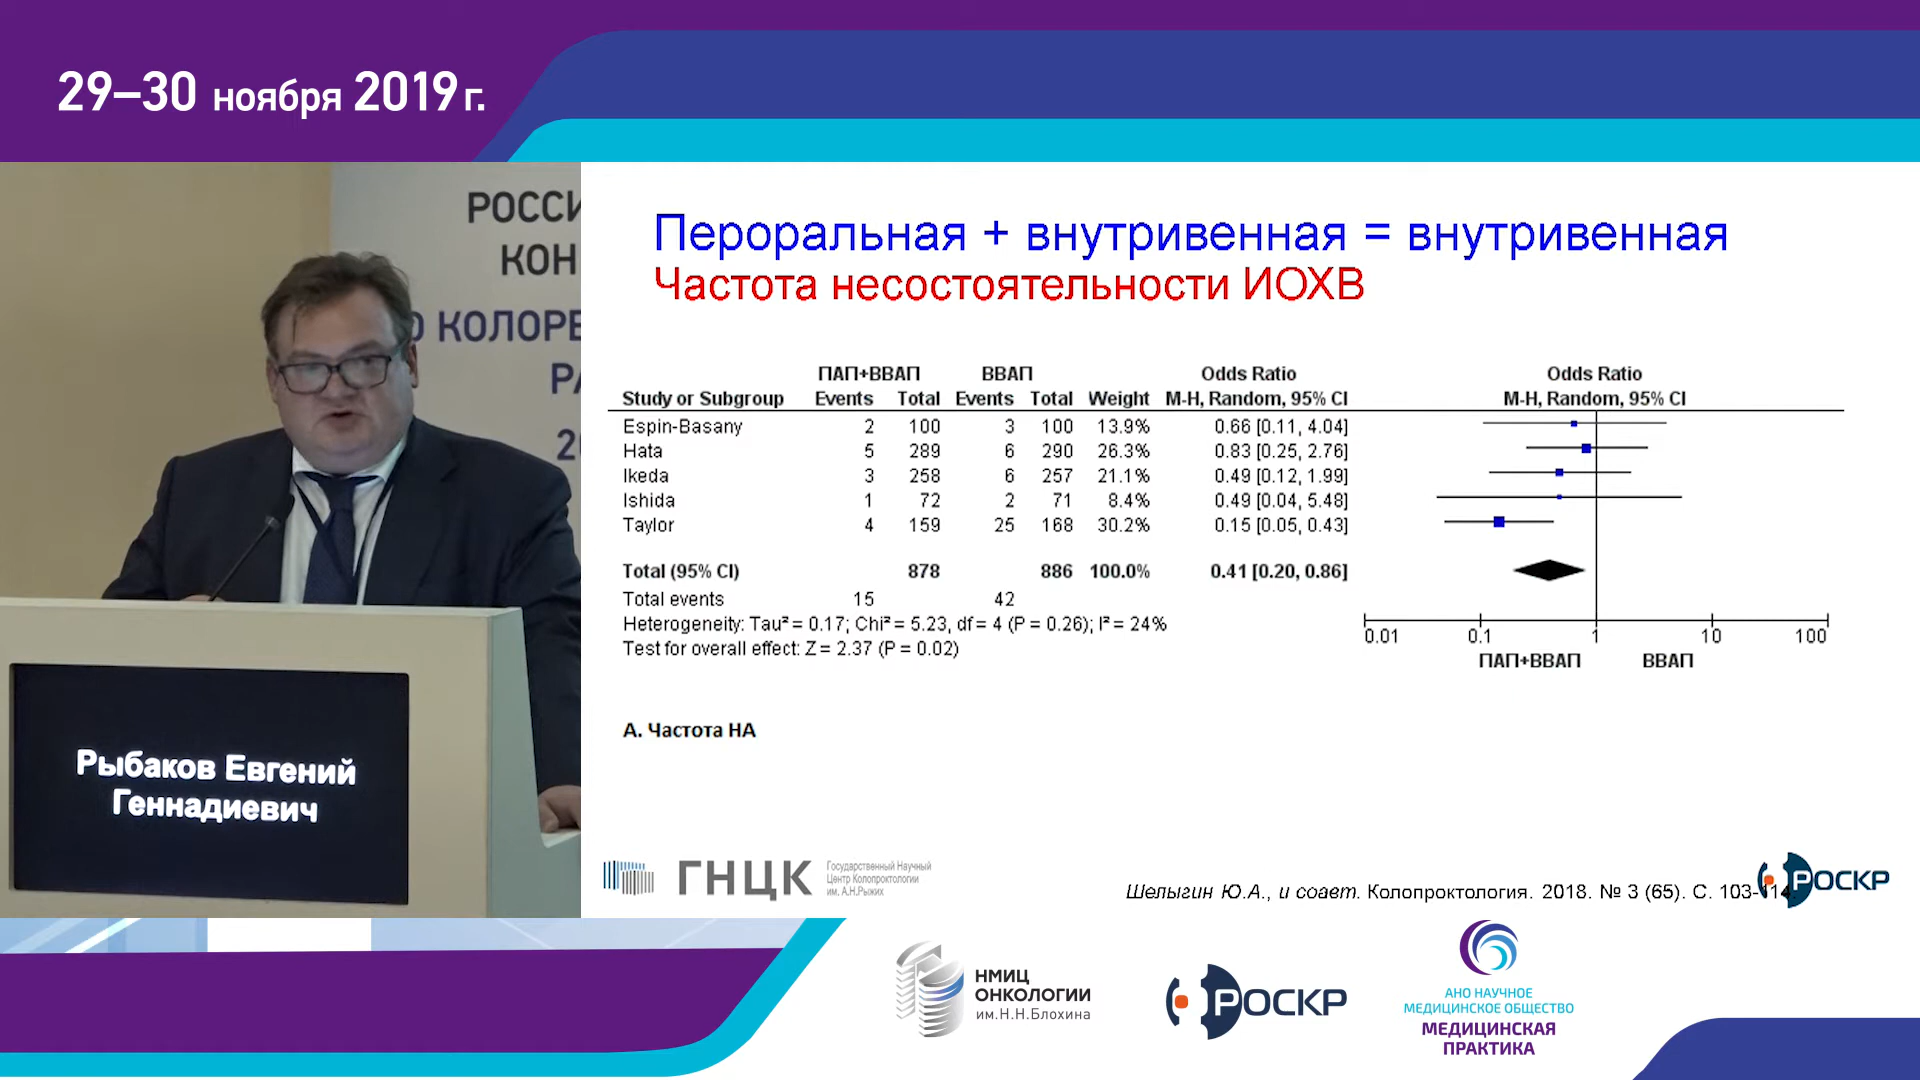 29–30 ноября 2019 г.
РОССИ
КОН
О КОЛОРЕ
РА
20
Рыбаков Евгений
Геннадиевич
Пероральная + внутривенная = внутривенная
Частота несостоятельности ИОХВ
ПАП+ВВАП ВВАП Odds Ratio Odds Ratio
Study or Subgroup Events Total Events Total Weight M-H, Random, 95% CI M-H, Random, 95% CI
Espin-Basany 2 100 3 100 13.9% 0.66 [0.11, 4.04]
Hata 5 289 6 290 26.3% 0.83 [0.25, 2.76]
Ikeda 3 258 6 257 21.1% 0.49 [0.12, 1.99]
Ishida 1 72 2 71 8.4% 0.49 [0.04, 5.48]
Taylor 4 159 25 168 30.2% 0.15 [0.05, 0.43]
Total (95% CI) 878 886 100.0% 0.41 [0.20, 0.86]
Total events 15 42
Heterogeneity: Tau² = 0.17; Chi² = 5.23, df = 4 (P = 0.26); I² = 24%
Test for overall effect: Z = 2.37 (P = 0.02)
0.01 0.1 1 10 100
ПАП+ВВАП ВВАП
А. Частота НА
ГНЦК
Государственный Научный
Центр Колопроктологии
им. А.Н.Рыжих
Шелыгин Ю.А., и соавт. Колопроктология. 2018. № 3 (65). С. 103-114.
РОСКР
НМИЦ
ОНКОЛОГИИ
им.Н.Н.Блохина
РОСКР
АНО НАУЧНОЕ
МЕДИЦИНСКОЕ ОБЩЕСТВО
МЕДИЦИНСКАЯ
ПРАКТИКА